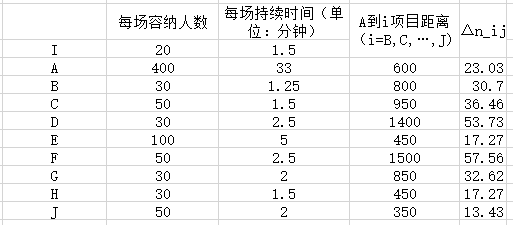 每场容纳人数 每场持续时间（单位：分钟） A到i项目距离（i=B,C,…,J） △n_ij
I 20 1.5
A 400 33 600 23.03
B 30 1.25 800 30.7
C 50 1.5 950 36.46
D 30 2.5 1400 53.73
E 100 5 450 17.27
F 50 2.5 1500 57.56
G 30 2 850 32.62
H 30 1.5 450 17.27
J 50 2 350 13.43